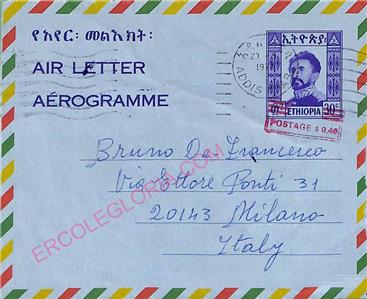 የአየር፡ መልእክት፡
AIR LETTER
AÉROGRAMME
ኢትዮጵያ
30c
ETHIOPIA
POSTAGE $ 0,40
ADDIS
Bruno De Francesco
Via Ettore Ponti 31
20143 Milano
Italy
ERCOLEGLORIA.COM